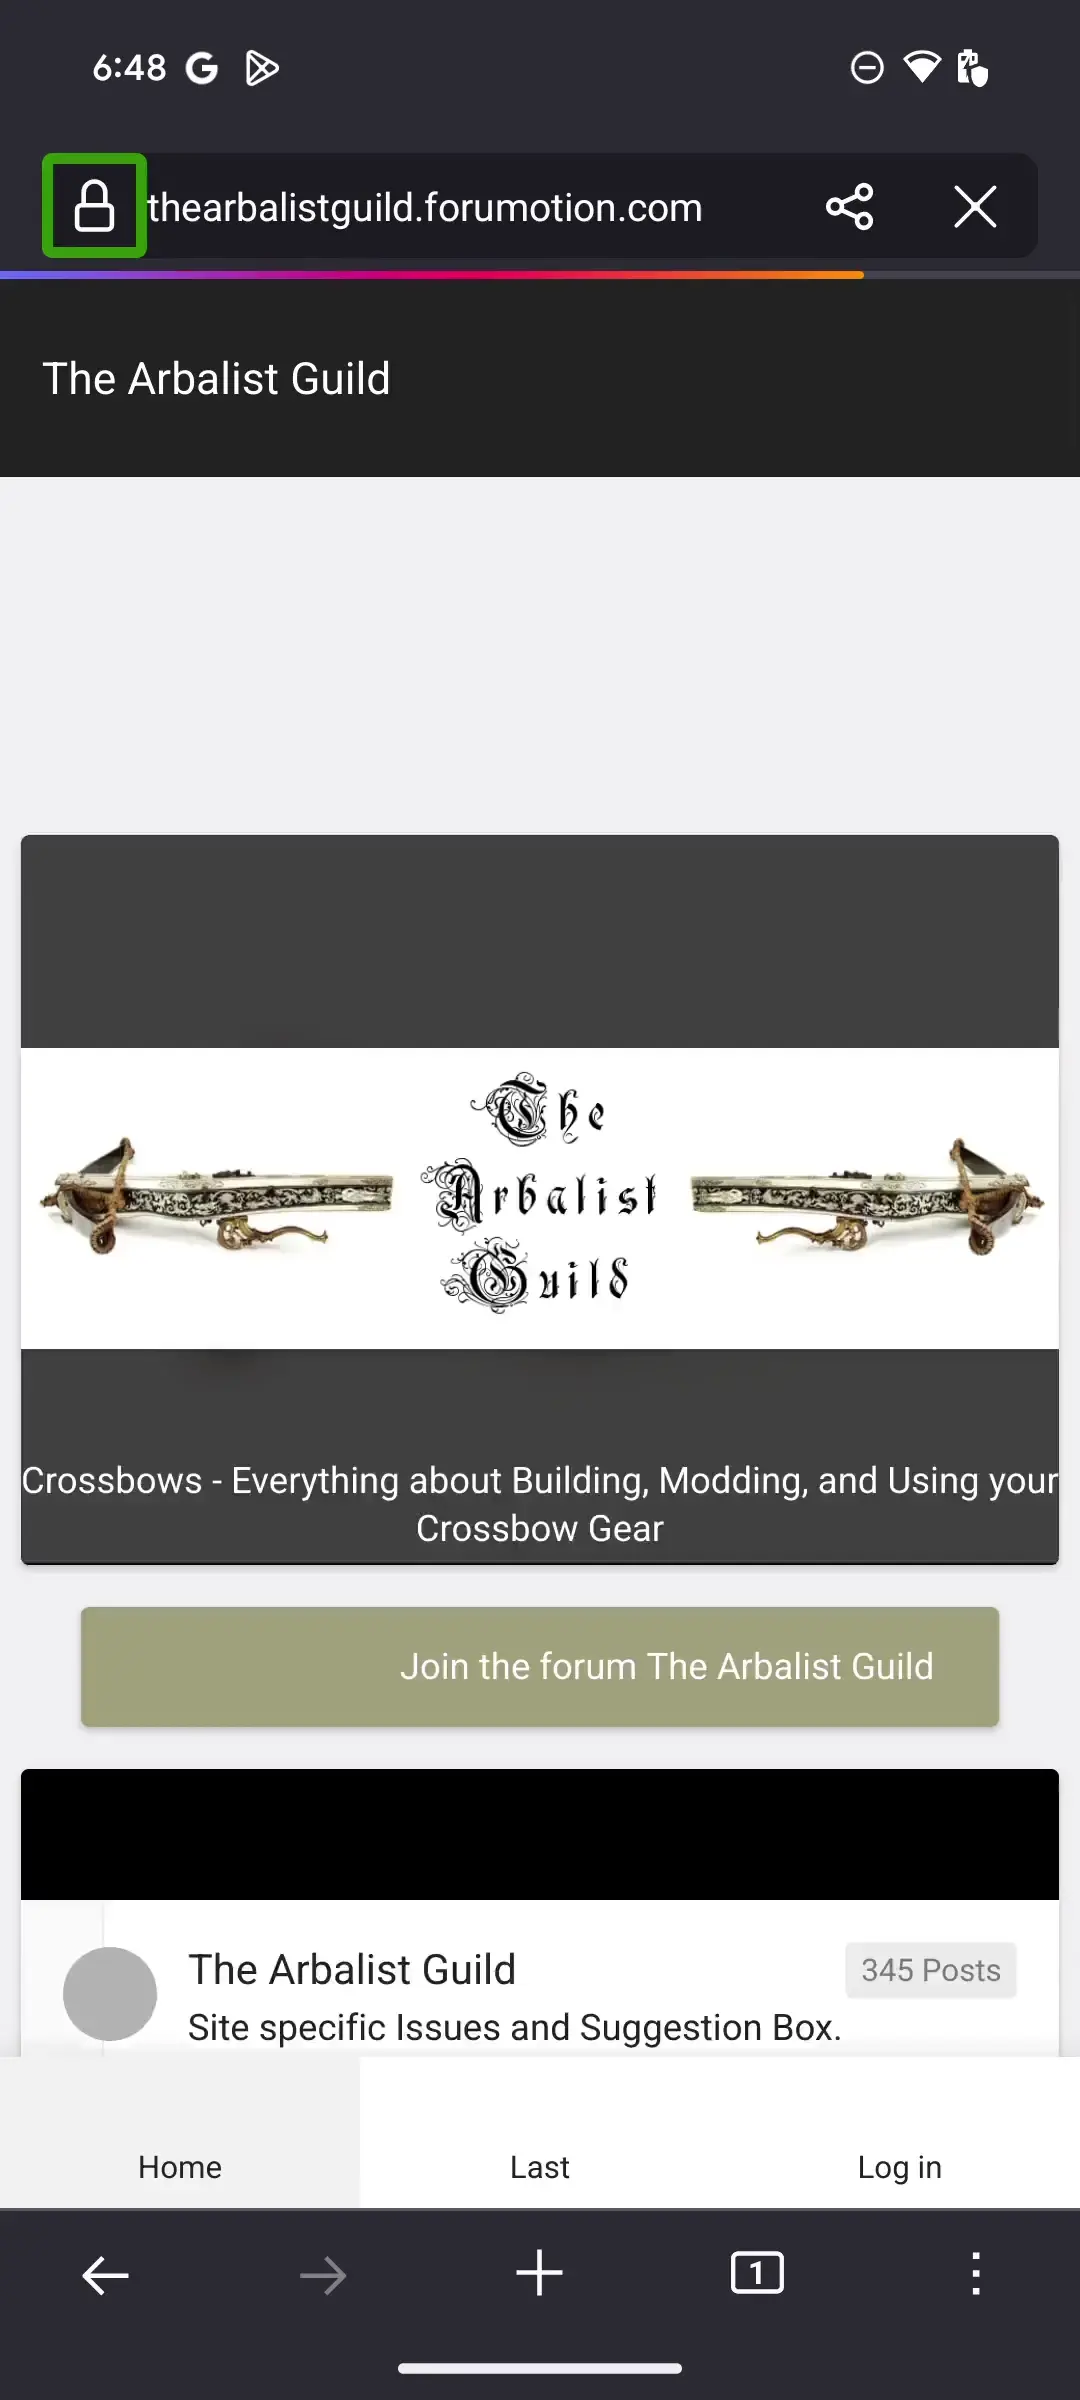 6:48
thearbalistguild.forumotion.com
The Arbalist Guild
The
Arbalist
Guild
Crossbows - Everything about Building, Modding, and Using your
Crossbow Gear
Join the forum The Arbalist Guild
The Arbalist Guild
345 Posts
Site specific Issues and Suggestion Box.
Home
Last
Log in
1